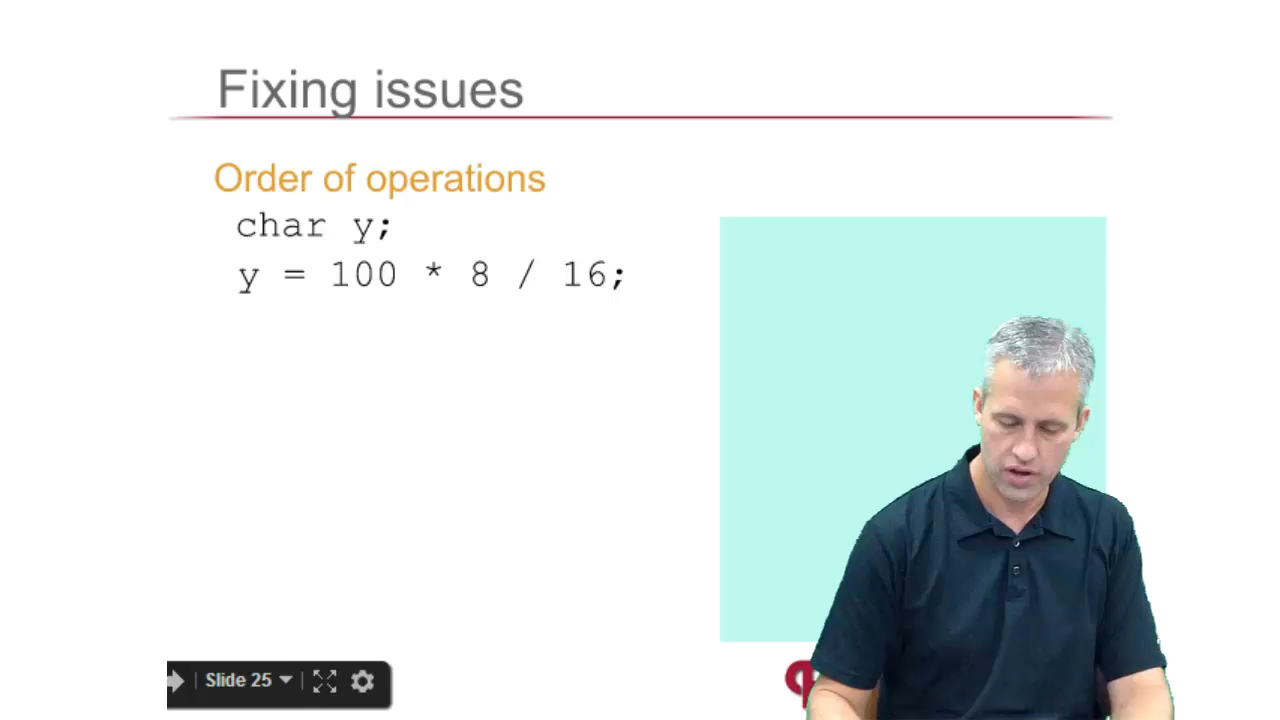 Fixing issues
Order of operations
char y;
y = 100 * 8 / 16;
Slide 25